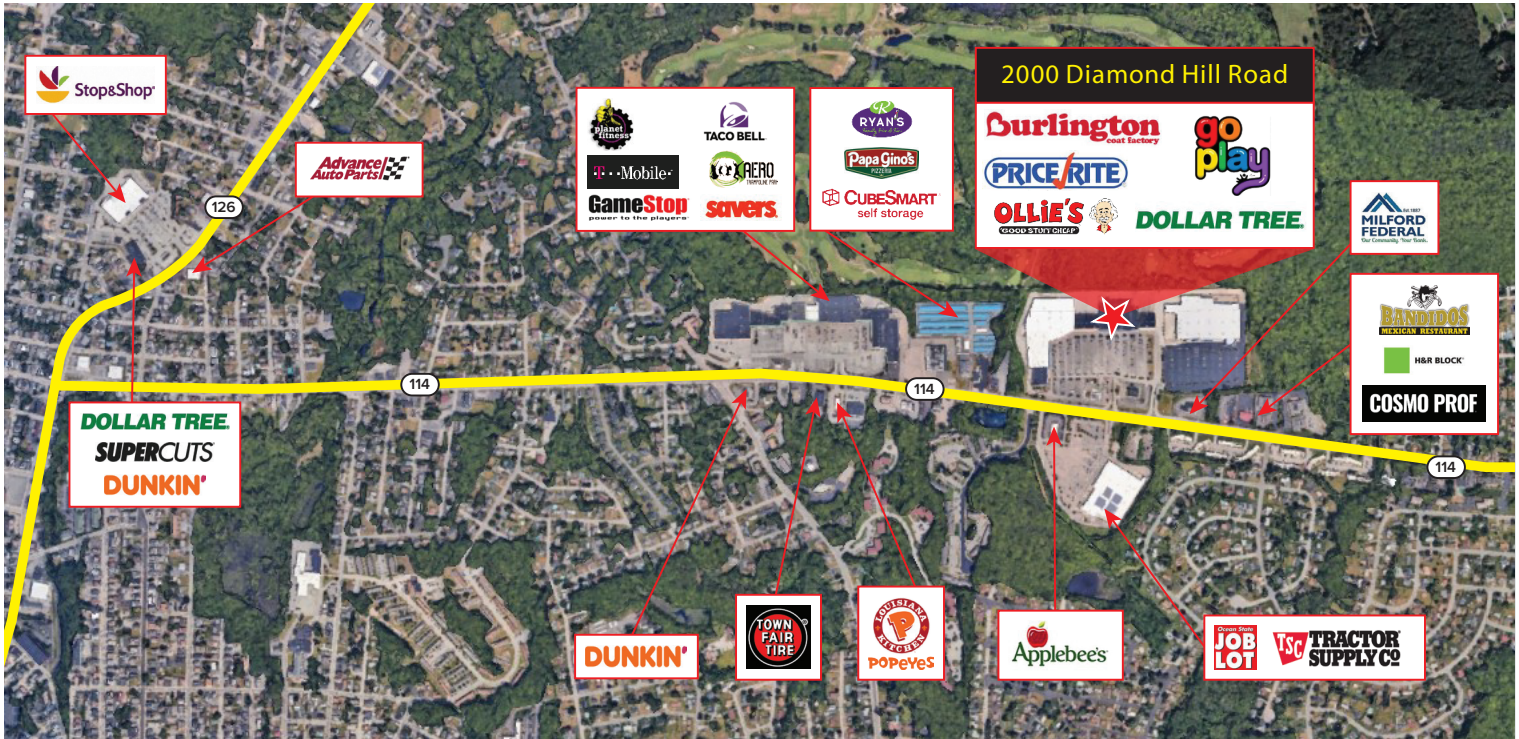 Stop&Shop
Advance
Auto Parts
126
planet
fitness
TACO BELL
T-Mobile
AERO
TRAMPOLINE PARK
GameStop
power to the players
savers
RYAN'S
Papa Gino's
PIZZERIA
CUBESMART
self storage
2000 Diamond Hill Road
Burlington
coat factory
go
play
PRICE RITE
OLLIE'S
GOOD STUFF CHEAP
DOLLAR TREE
Est 1887
MILFORD
FEDERAL
Our Community. Your Bank.
BANDIDOS
MEXICAN RESTAURANT
H&R BLOCK
COSMO PROF
114
114
114
DOLLAR TREE
SUPERCUTS
DUNKIN'
DUNKIN'
TOWN
FAIR
TIRE
LOUISIANA
KITCHEN
POPEYES
Applebee's
Ocean State
JOB
LOT
TSC
TRACTOR
SUPPLY CO